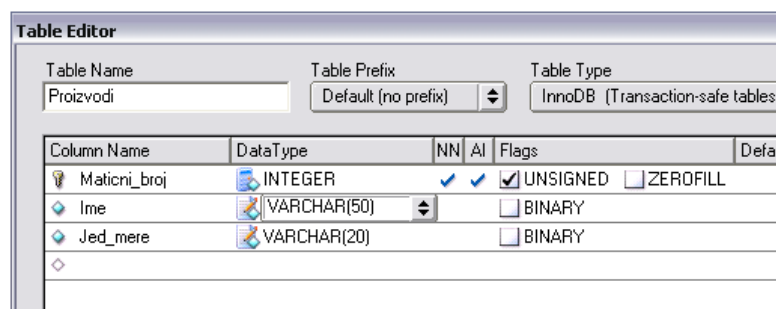 Table Editor
Table Name Table Prefix Table Type
Proizvodi Default (no prefix) InnoDB (Transaction-safe tables
Column Name DataType NN AI Flags Defa
Maticni_broj INTEGER UNSIGNED ZEROFILL
Ime VARCHAR(50) BINARY
Jed_mere VARCHAR(20) BINARY